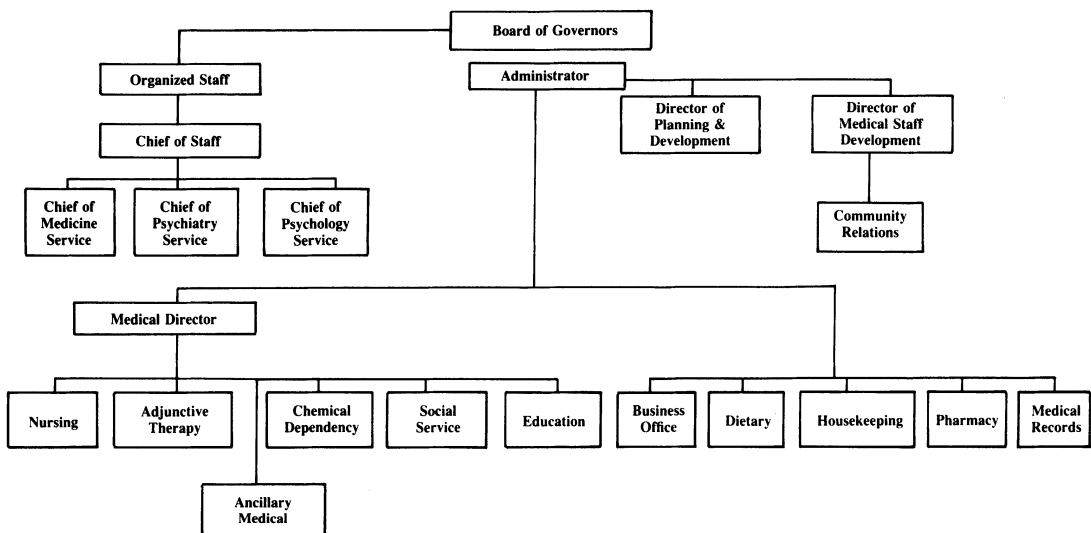 Board of Governors
Organized Staff
Administrator
Chief of Staff
Director of
Planning &
Development
Director of
Medical Staff
Development
Chief of
Medicine
Service
Chief of
Psychiatry
Service
Chief of
Psychology
Service
Community
Relations
Medical Director
Nursing
Adjunctive
Therapy
Chemical
Dependency
Social
Service
Education
Business
Office
Dietary
Housekeeping
Pharmacy
Medical
Records
Ancillary
Medical